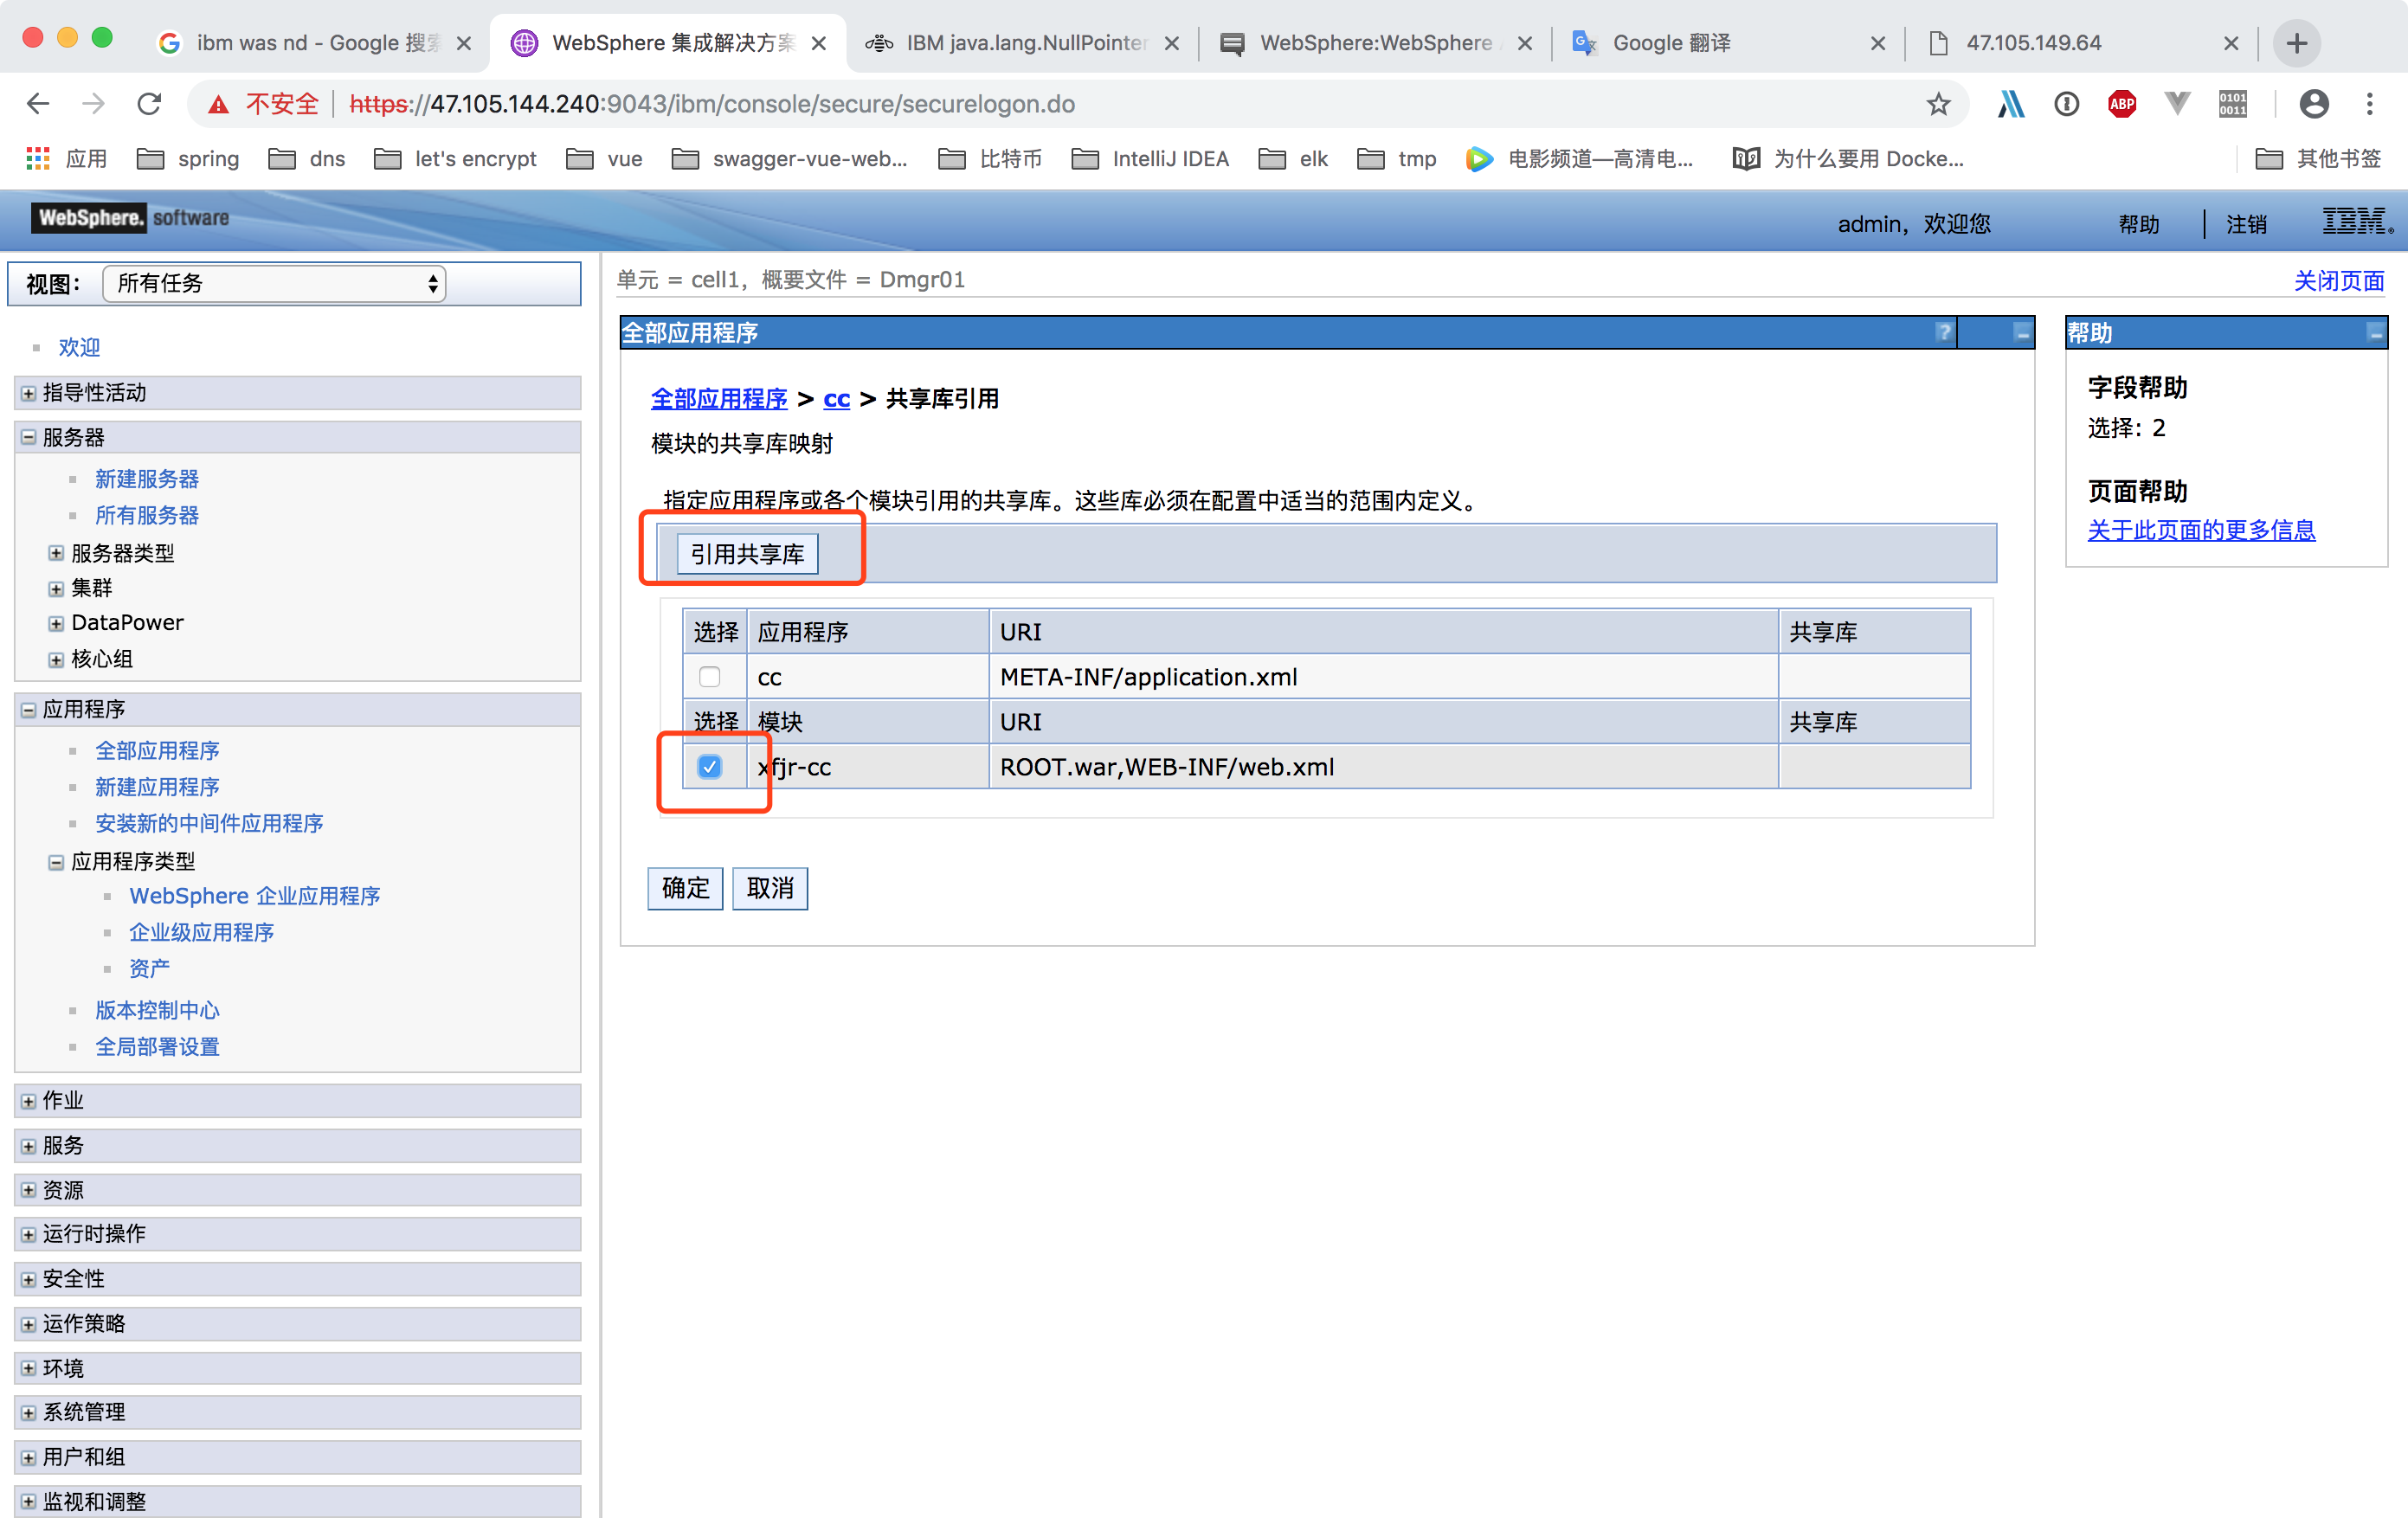 ibm was nd - Google 搜索
WebSphere 集成解决方案
IBM java.lang.NullPointer
WebSphere:WebSphere
Google 翻译
47.105.149.64
不安全
https://47.105.144.240:9043/ibm/console/secure/securelogon.do
ABP
0101
0011
应用
spring
dns
let's encrypt
vue
swagger-vue-web...
比特币
IntelliJ IDEA
elk
tmp
电影频道—高清电...
为什么要用 Docke...
其他书签
WebSphere. software
admin，欢迎您
帮助
注销
IBM.
视图：
所有任务
欢迎
指导性活动
服务器
新建服务器
所有服务器
服务器类型
集群
DataPower
核心组
应用程序
全部应用程序
新建应用程序
安装新的中间件应用程序
应用程序类型
WebSphere 企业应用程序
企业级应用程序
资产
版本控制中心
全局部署设置
作业
服务
资源
运行时操作
安全性
运作策略
环境
系统管理
用户和组
监视和调整
单元 = cell1，概要文件 = Dmgr01
关闭页面
全部应用程序
?
全部应用程序 > cc > 共享库引用
模块的共享库映射
指定应用程序或各个模块引用的共享库。这些库必须在配置中适当的范围内定义。
引用共享库
选择 应用程序 URI 共享库
cc META-INF/application.xml
选择 模块 URI 共享库
xfjr-cc ROOT.war,WEB-INF/web.xml
确定
取消
帮助
字段帮助
选择: 2
页面帮助
关于此页面的更多信息